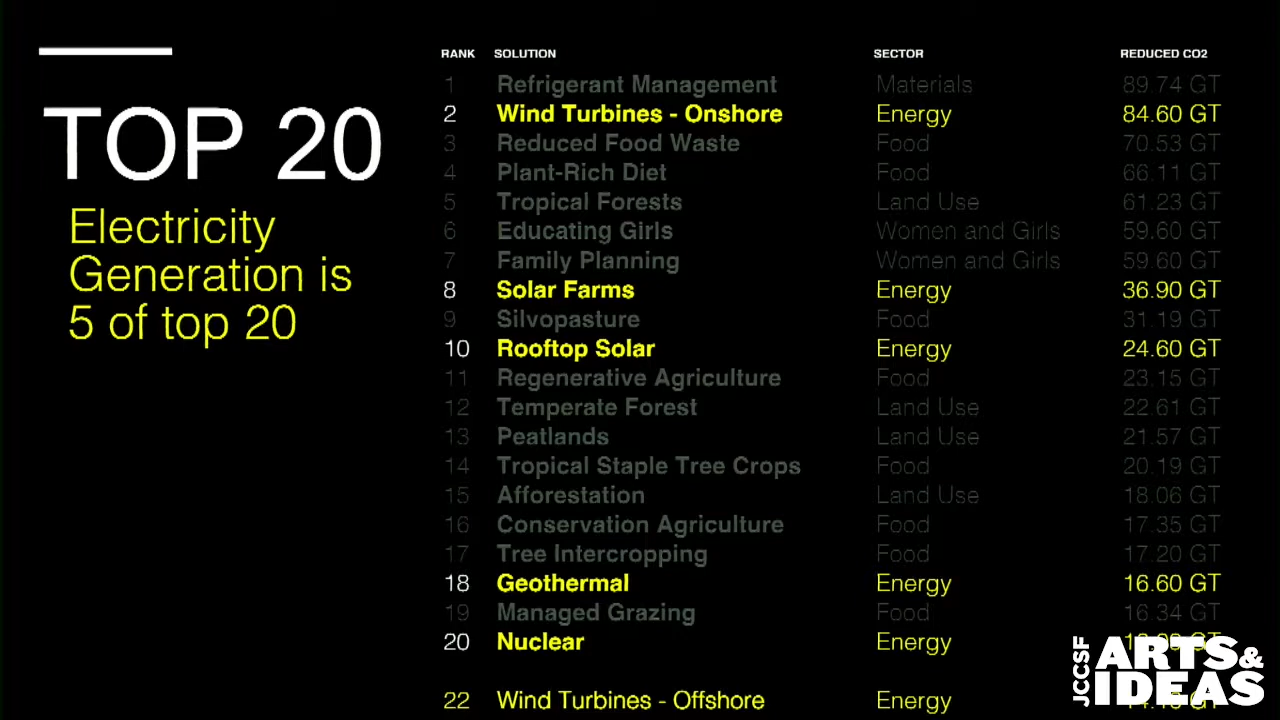 TOP 20
Electricity
Generation is
5 of top 20
RANK SOLUTION SECTOR REDUCED CO2
1 Refrigerant Management Materials 89.74 GT
2 Wind Turbines - Onshore Energy 84.60 GT
3 Reduced Food Waste Food 70.53 GT
4 Plant-Rich Diet Food 66.11 GT
5 Tropical Forests Land Use 61.23 GT
6 Educating Girls Women and Girls 59.60 GT
7 Family Planning Women and Girls 59.60 GT
8 Solar Farms Energy 36.90 GT
9 Silvopasture Food 31.19 GT
10 Rooftop Solar Energy 24.60 GT
11 Regenerative Agriculture Food 23.15 GT
12 Temperate Forest Land Use 22.61 GT
13 Peatlands Land Use 21.57 GT
14 Tropical Staple Tree Crops Food 20.19 GT
15 Afforestation Land Use 18.06 GT
16 Conservation Agriculture Food 17.35 GT
17 Tree Intercropping Food 17.20 GT
18 Geothermal Energy 16.60 GT
19 Managed Grazing Food 16.34 GT
20 Nuclear Energy
22 Wind Turbines - Offshore Energy
JCCSF
ARTS&
IDEAS